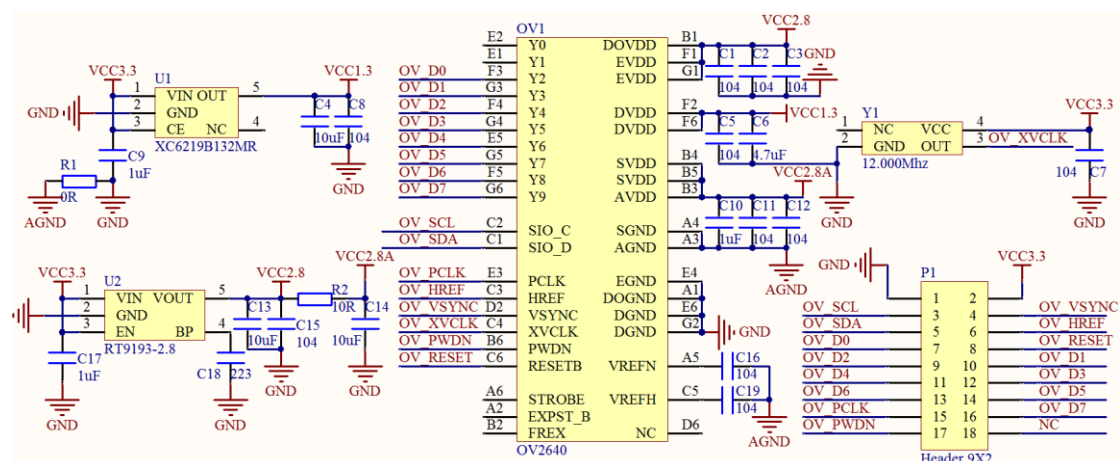 U1
VCC3.3
VCC1.3
GND
1 VIN OUT 5
2 GND
3 CE NC 4
XC6219B132MR
C4
10uF
C8
104
GND
C9
1uF
R1
0R
AGND
GND
U2
VCC3.3
VCC2.8
VCC2.8A
1 VIN VOUT 5
2 GND
3 EN BP 4
RT9193-2.8
C17
1uF
GND
C18 223
GND
C13
10uF
C15
104
GND
R2
10R
C14
10uF
GND
OV1
E2 Y0
E1 Y1
OV_D0 F3 Y2
OV_D1 G3 Y3
OV_D2 F4 Y4
OV_D3 G4 Y5
OV_D4 E5 Y6
OV_D5 G5 Y7
OV_D6 F5 Y8
OV_D7 G6 Y9
OV_SCL C2 SIO_C
OV_SDA C1 SIO_D
OV_PCLK E3 PCLK
OV_HREF C3 HREF
OV_VSYNC D2 VSYNC
OV_XVCLK C4 XVCLK
OV_PWDN B6 PWDN
OV_RESET C6 RESETB
A6 STROBE
A2 EXPST_B
B2 FREX
DOVDD B1
EVDD F1
EVDD G1
DVDD F2
DVDD F6
SVDD B4
SVDD B5
AVDD B3
SGND A4
AGND A3
EGND E4
DOGND A1
DGND E6
DGND G2
VREFN A5
VREFH C5
NC D6
OV2640
VCC2.8
GND
C1 C2 C3
104 104 104
VCC1.3
C5 C6
104 4.7uF
GND
VCC2.8A
C10 C11 C12
1uF 104 104
GND
GND
C16
104
C19
104
AGND
Y1
VCC3.3
1 NC VCC 4
2 GND OUT 3 OV_XVCLK
12.000Mhz
104
C7
GND
P1
GND
VCC3.3
1 2
OV_SCL 3 4 OV_VSYNC
OV_SDA 5 6 OV_HREF
OV_D0 7 8 OV_RESET
OV_D2 9 10 OV_D1
OV_D4 11 12 OV_D3
OV_D6 13 14 OV_D5
OV_PCLK 15 16 OV_D7
OV_PWDN 17 18 NC
Header 9X2